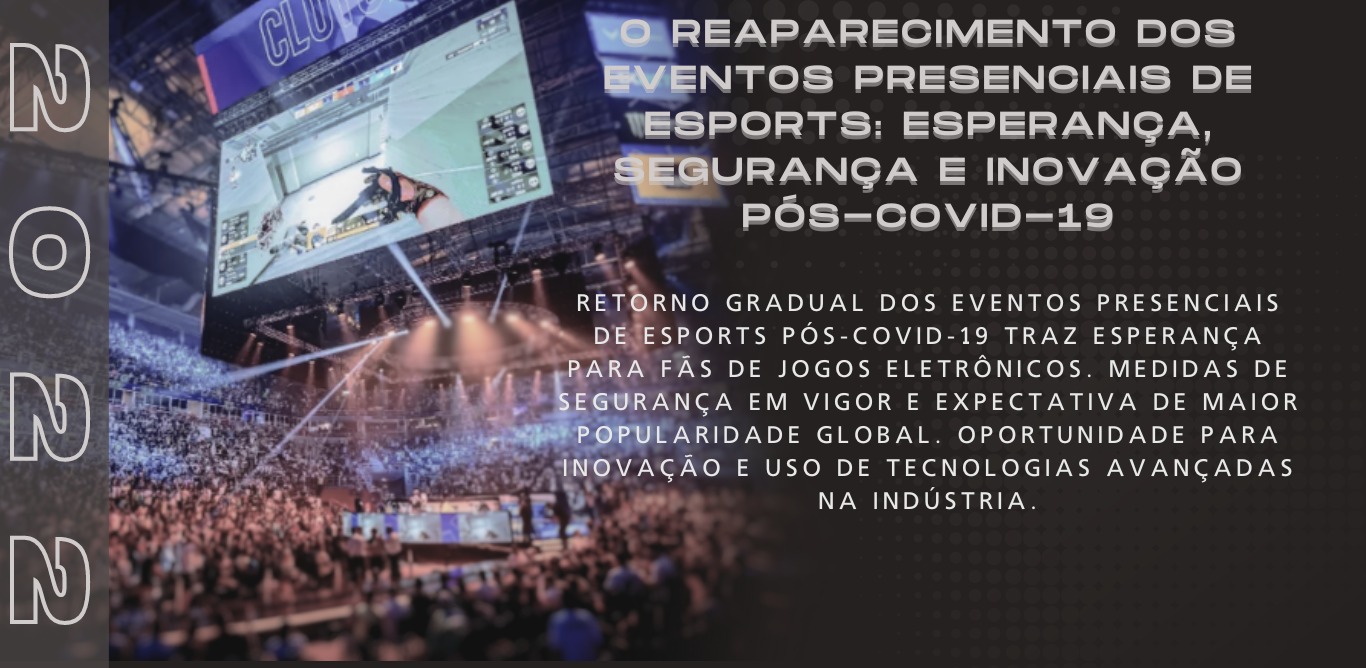 2022
CLU
O REAPARECIMENTO DOS
EVENTOS PRESENCIAIS DE
ESPORTS: ESPERANÇA,
SEGURANÇA E INOVAÇÃO
PÓS-COVID-19
RETORNO GRADUAL DOS EVENTOS PRESENCIAIS
DE ESPORTS PÓS-COVID-19 TRAZ ESPERANÇA
PARA FÃS DE JOGOS ELETRÔNICOS. MEDIDAS DE
SEGURANÇA EM VIGOR E EXPECTATIVA DE MAIOR
POPULARIDADE GLOBAL. OPORTUNIDADE PARA
INOVAÇÃO E USO DE TECNOLOGIAS AVANÇADAS
NA INDÚSTRIA.